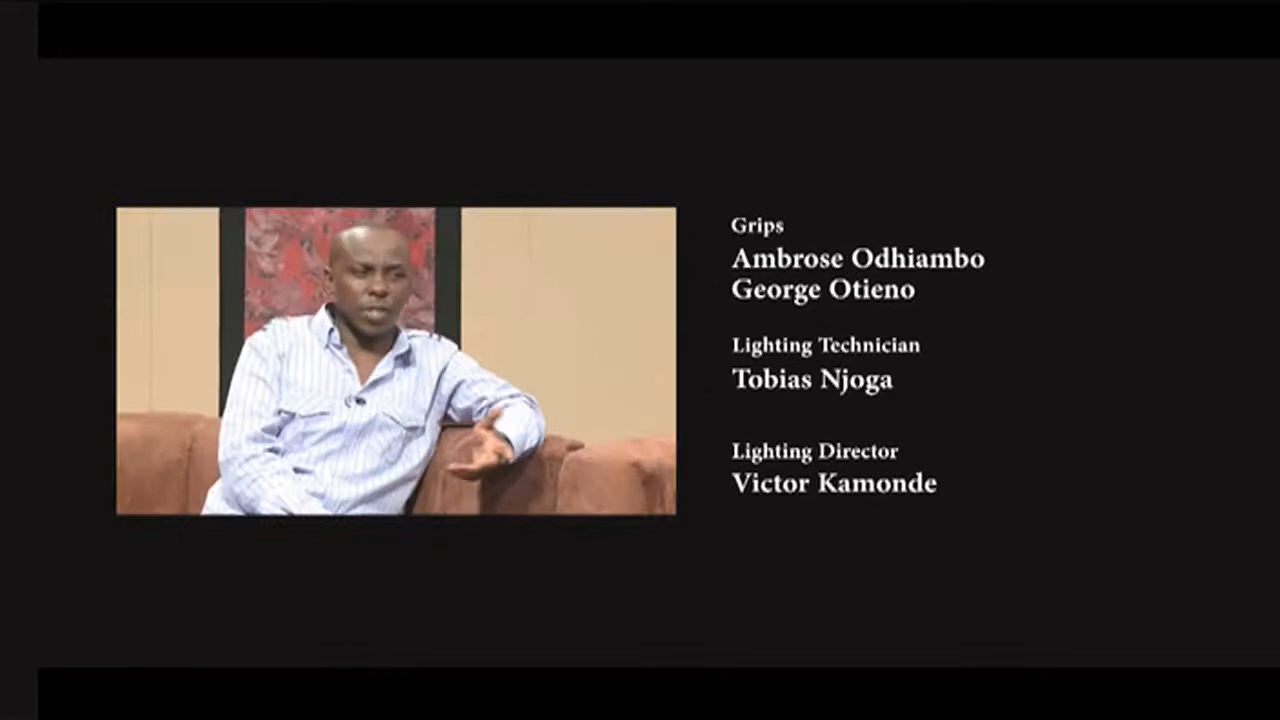 Grips
Ambrose Odhiambo
George Otieno
Lighting Technician
Tobias Njoga
Lighting Director
Victor Kamonde